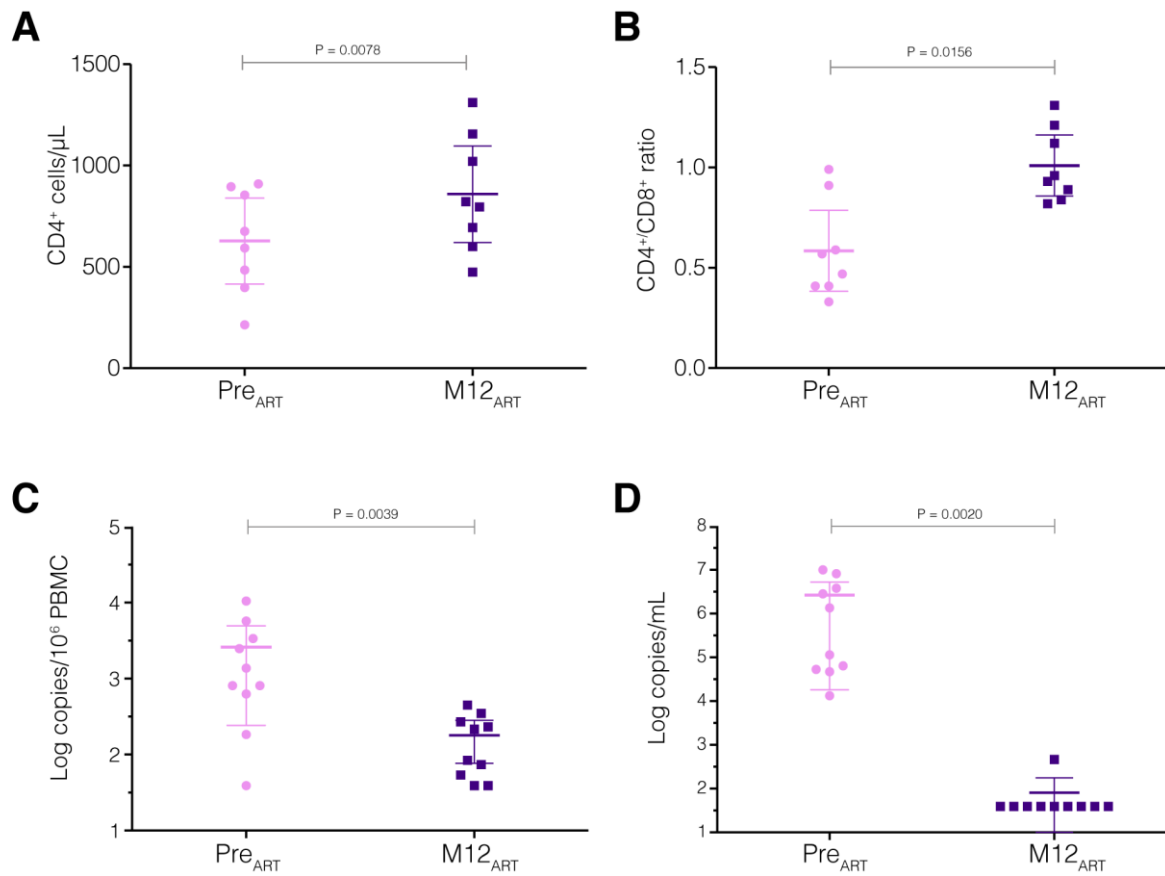 A
P = 0.0078
CD4⁺ cells/µL
1500
1000
500
0
Pre_ART
M12_ART
B
P = 0.0156
CD4⁺/CD8⁺ ratio
1.5
1.0
0.5
0.0
Pre_ART
M12_ART
C
P = 0.0039
Log copies/10⁶ PBMC
5
4
3
2
1
Pre_ART
M12_ART
D
P = 0.0020
Log copies/mL
8
7
6
5
4
3
2
1
Pre_ART
M12_ART